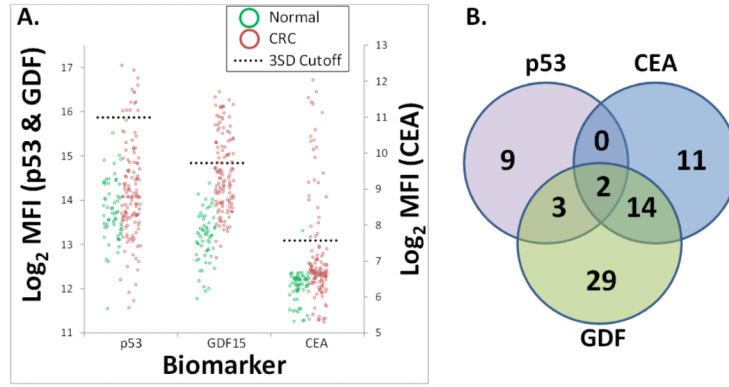 A.
Normal
CRC
3SD Cutoff
Log2 MFI (p53 & GDF)
17
16
15
14
13
12
11
13
12
11
10
9
8
7
6
5
Log2 MFI (CEA)
p53
GDF15
CEA
Biomarker
B.
p53
CEA
9
0
11
2
3
14
29
GDF